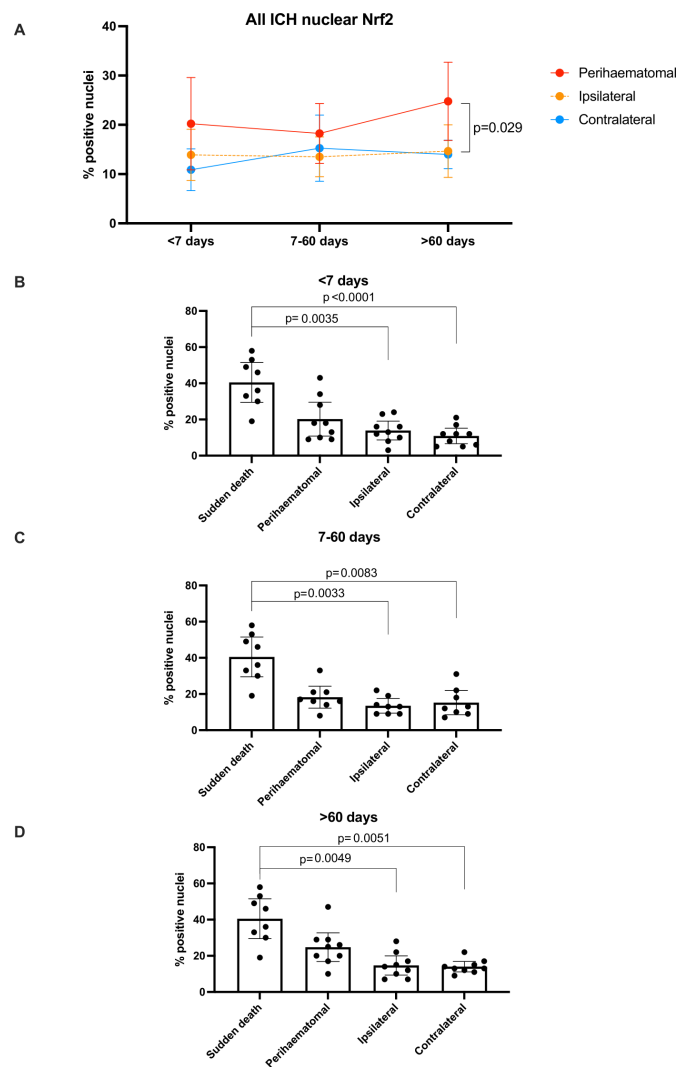 A
All ICH nuclear Nrf2
% positive nuclei
40
30
20
10
0
<7 days
7-60 days
>60 days
p=0.029
Perihaematomal
Ipsilateral
Contralateral
B
<7 days
p <0.0001
p= 0.0035
% positive nuclei
80
60
40
20
0
Sudden death
Perihaematomal
Ipsilateral
Contralateral
C
7-60 days
p=0.0083
p=0.0033
% positive nuclei
80
60
40
20
0
Sudden death
Perihaematomal
Ipsilateral
Contralateral
D
>60 days
p=0.0051
p=0.0049
% positive nuclei
80
60
40
20
0
Sudden death
Perihaematomal
Ipsilateral
Contralateral